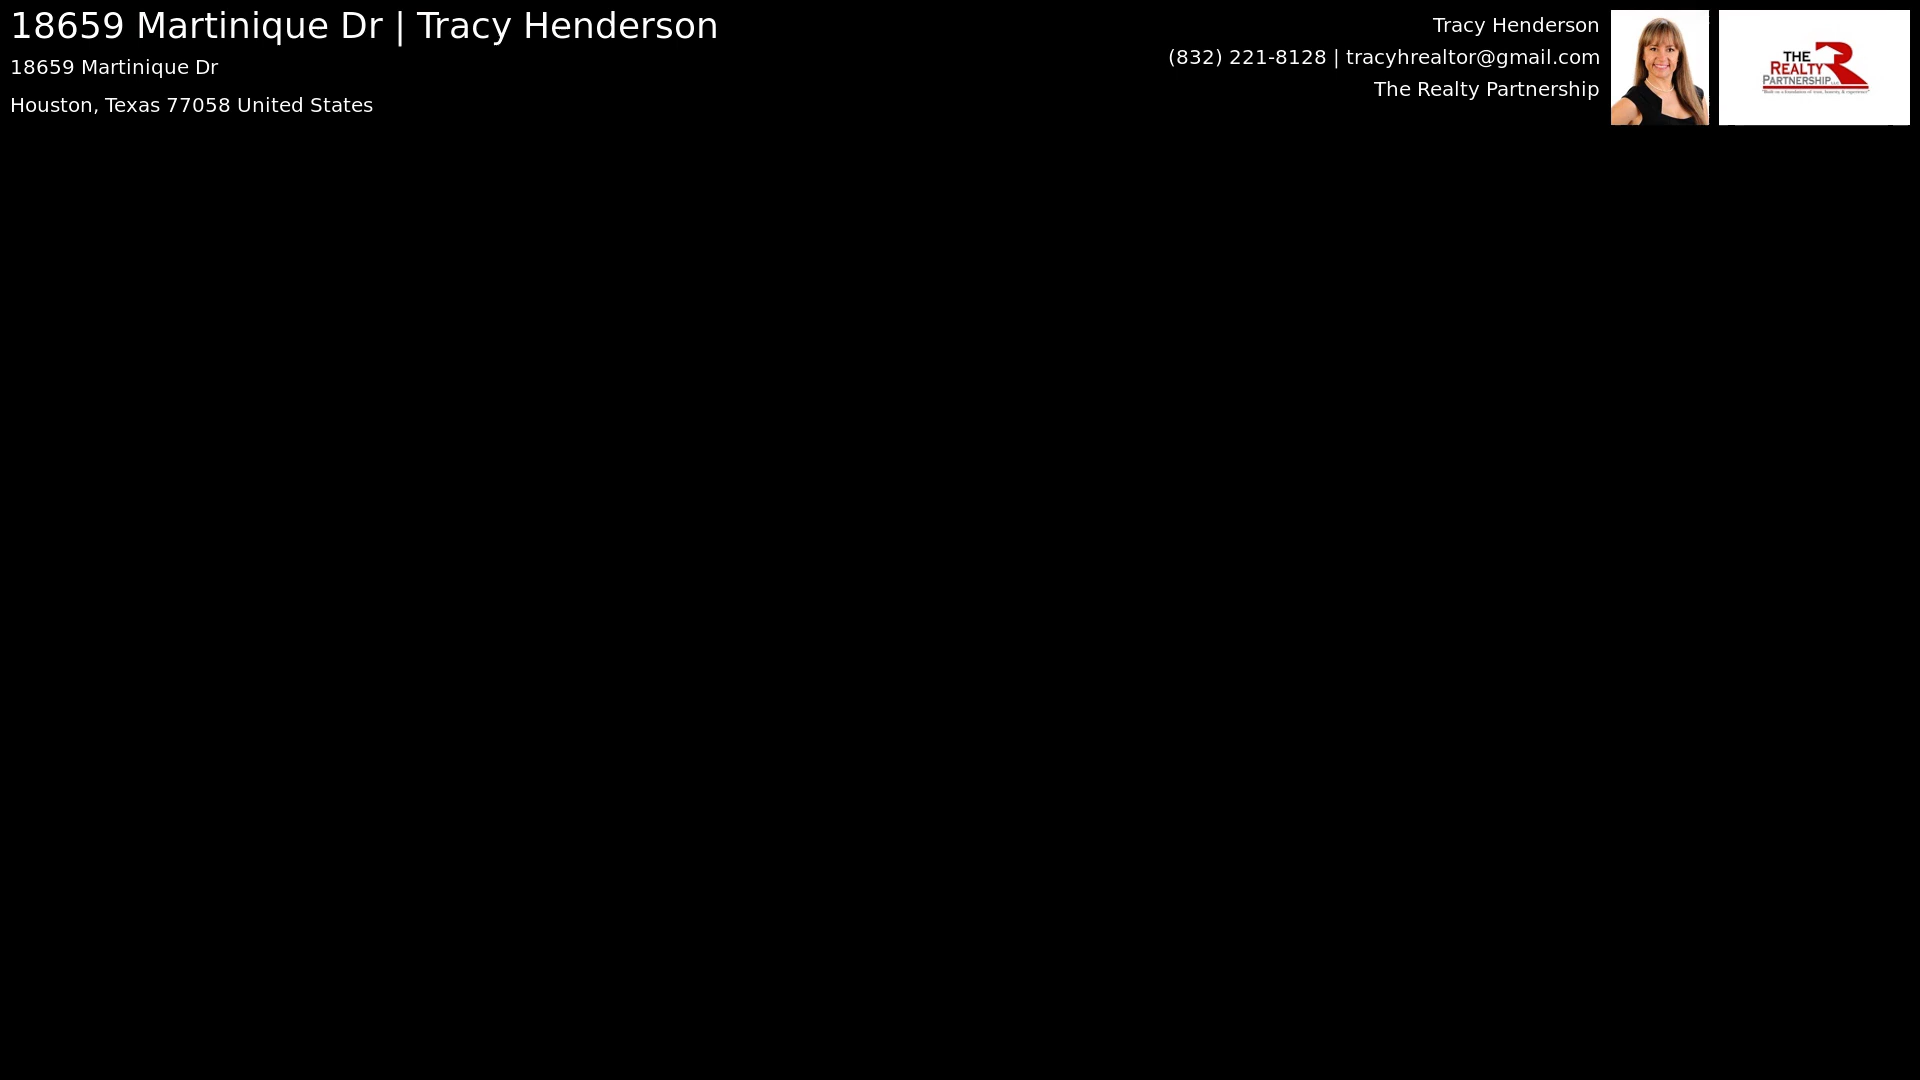 18659 Martinique Dr | Tracy Henderson
18659 Martinique Dr
Houston, Texas 77058 United States
Tracy Henderson
(832) 221-8128 | tracyhrealtor@gmail.com
The Realty Partnership
THE
REALTY
PARTNERSHIP